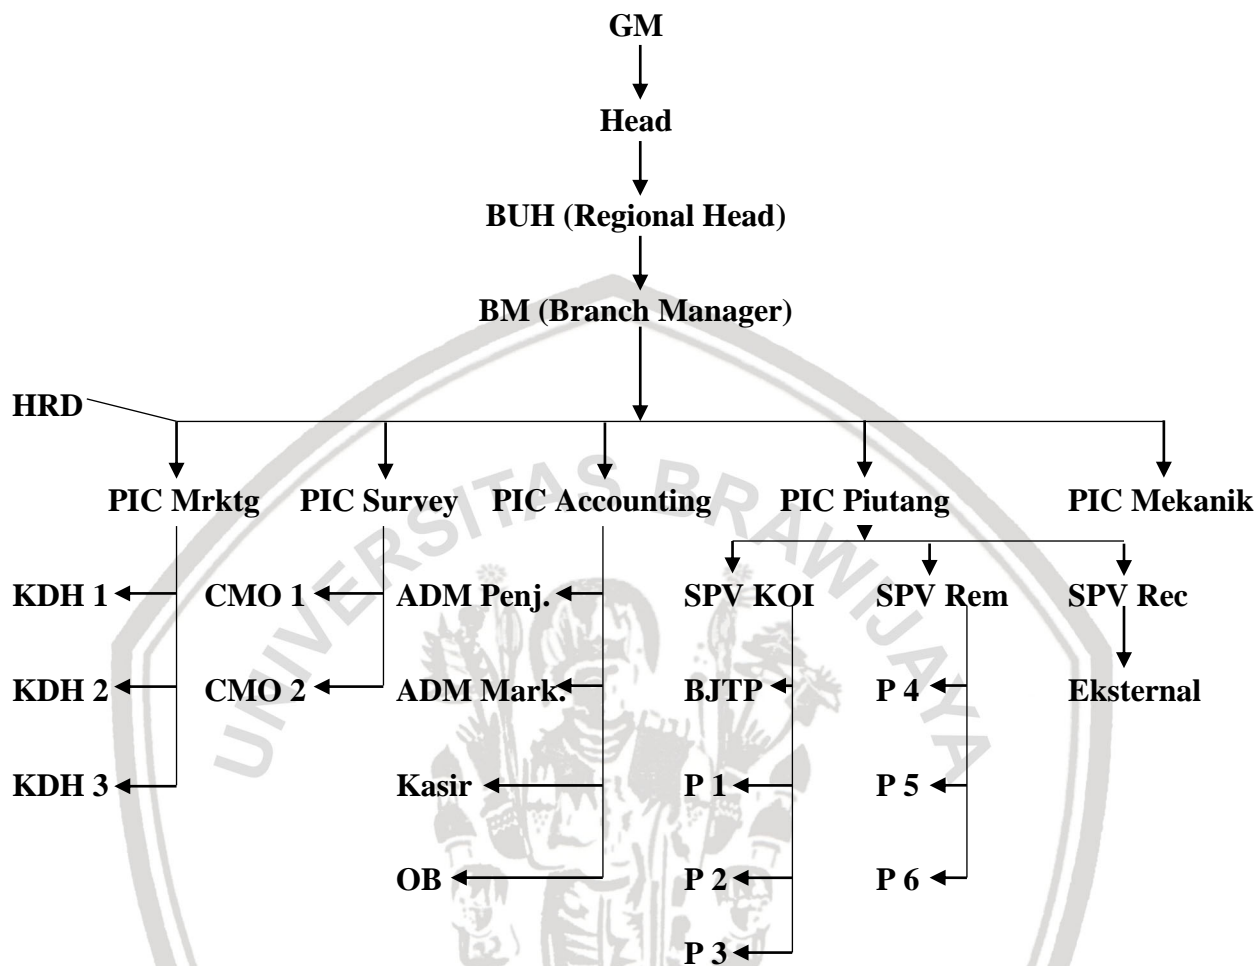 GM
Head
BUH (Regional Head)
BM (Branch Manager)
HRD
PIC Mrktg PIC Survey PIC Accounting PIC Piutang PIC Mekanik
KDH 1 CMO 1 ADM Penj. SPV KOI SPV Rem SPV Rec
KDH 2 CMO 2 ADM Mark. BJTP P 4 Eksternal
KDH 3 Kasir P 1 P 5
OB P 2 P 6
P 3
UNIVERSITAS BRAWIJAYA